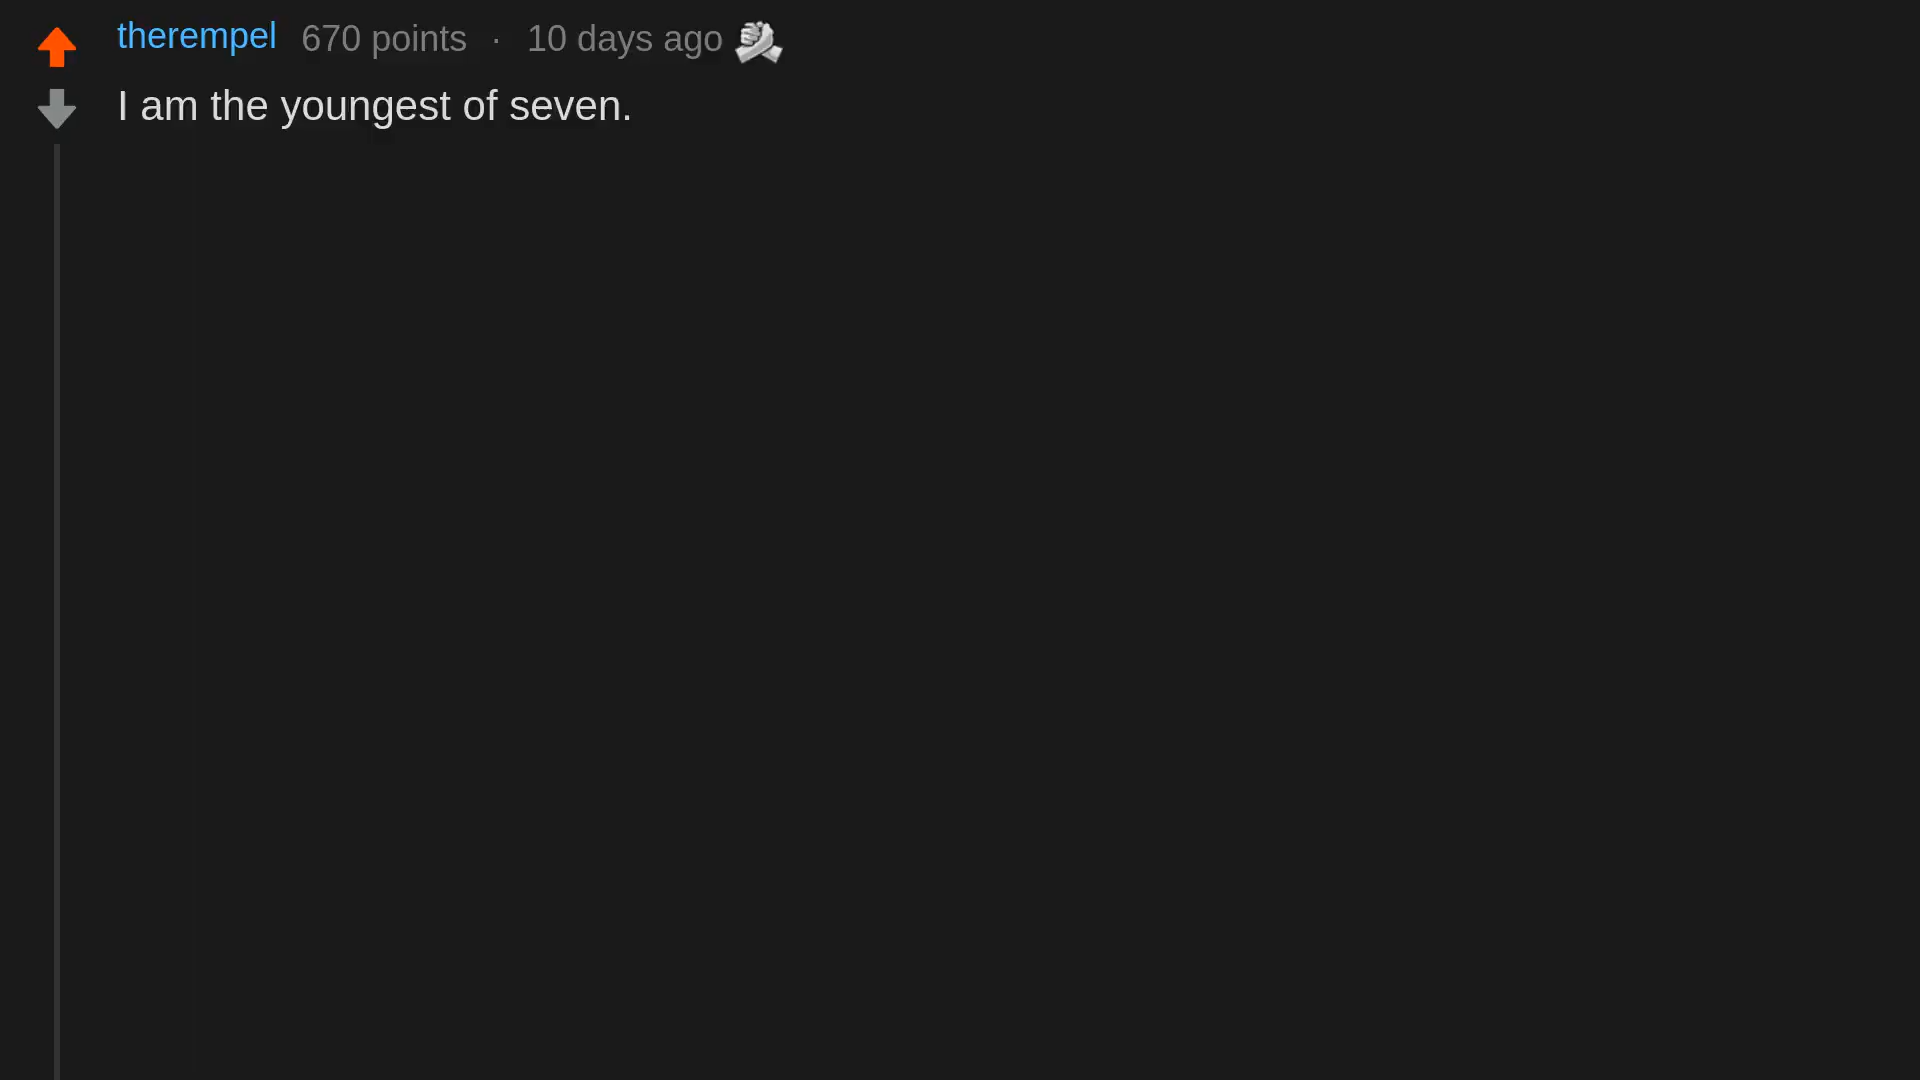 therempel 670 points · 10 days ago
I am the youngest of seven.